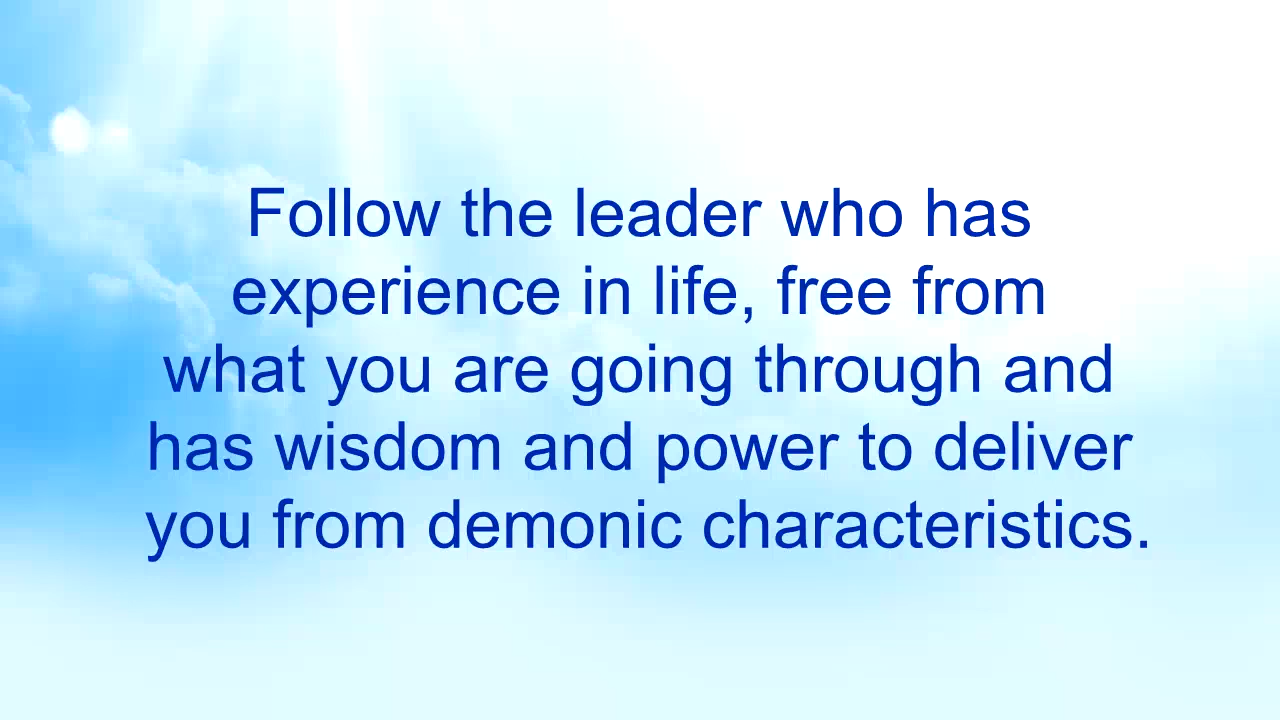 Follow the leader who has
experience in life, free from
what you are going through and
has wisdom and power to deliver
you from demonic characteristics.